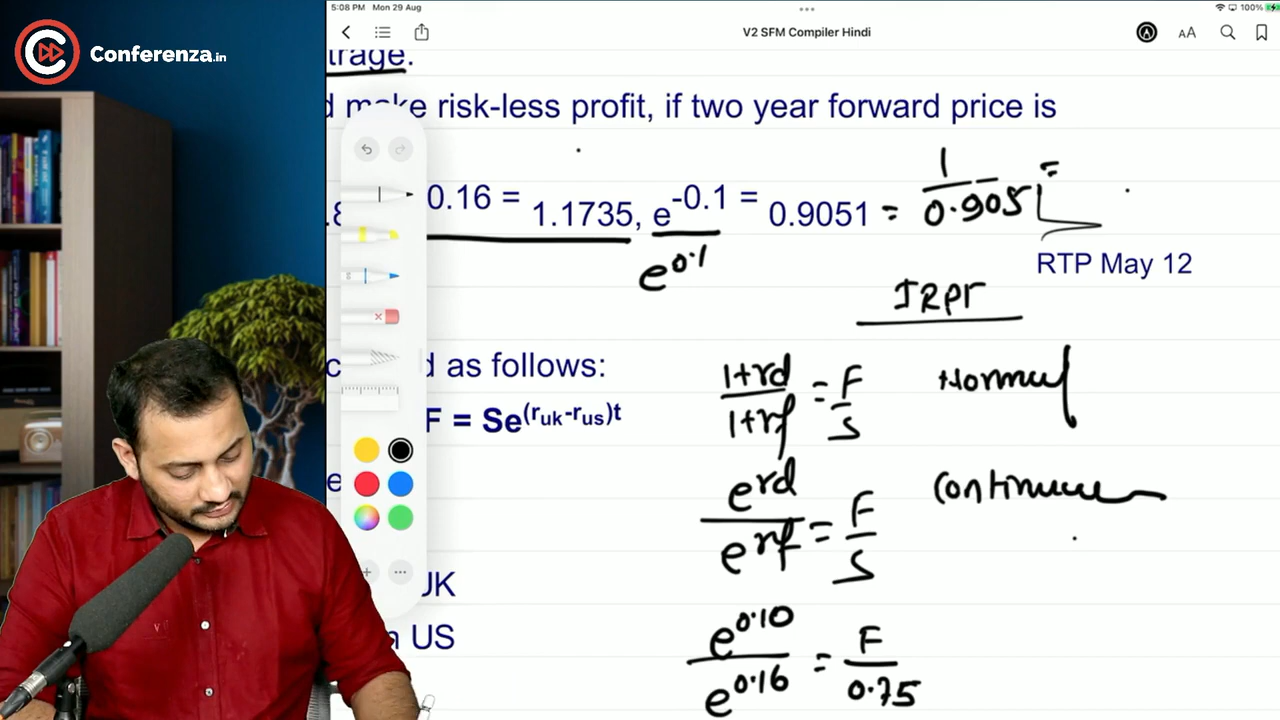 5:08 PM Mon 29 Aug
100%
Conferenza.in
V2 SFM Compiler Hindi
AA
trage.
d make risk-less profit, if two year forward price is
0.16 = 1.1735, e-0.1 = 0.9051 = 1/0.9051 =
e0.1
RTP May 12
IRPT
d as follows:
1+rd/1+rf = F/S Normal
F = Se(rUK-rUS)t
erd/erf = F/S Continuous
UK
n US
e0.10/e0.16 = F/0.75